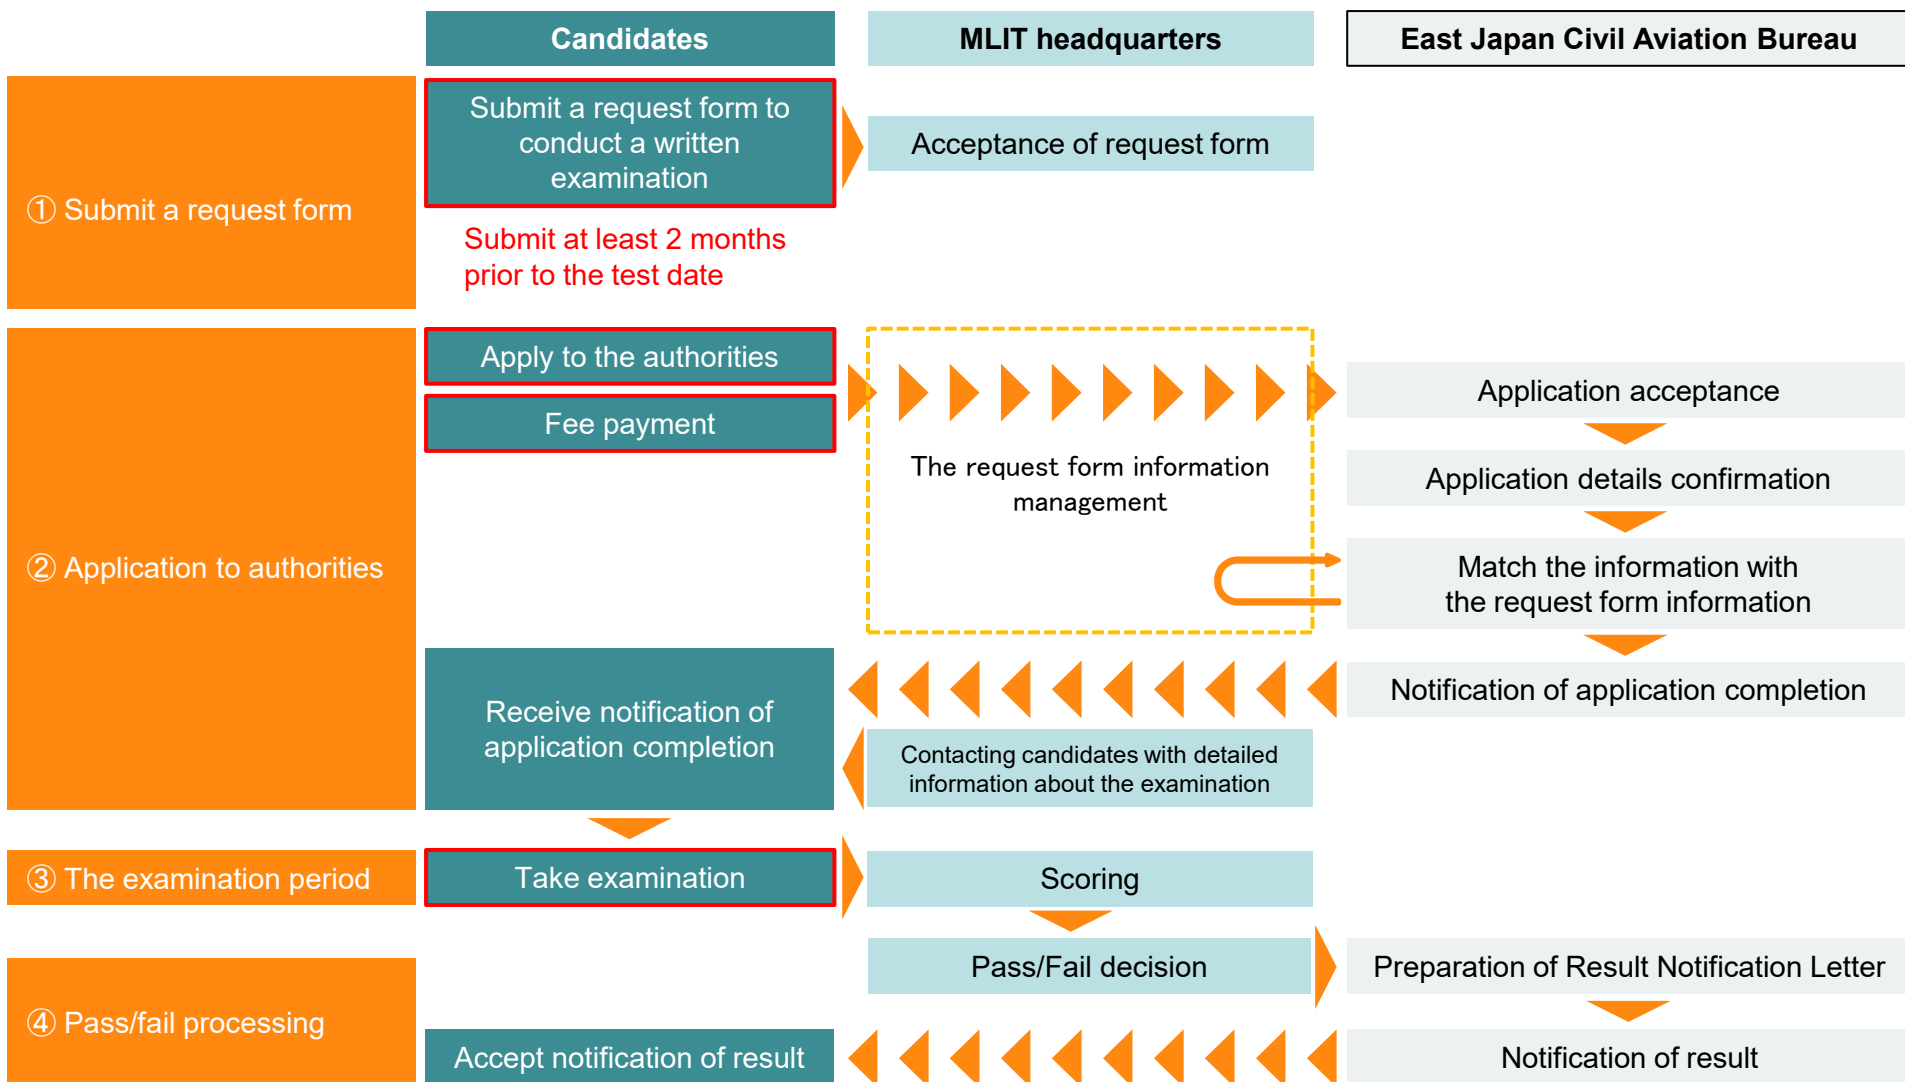 Candidates
MLIT headquarters
East Japan Civil Aviation Bureau
① Submit a request form
Submit a request form to
conduct a written
examination
Acceptance of request form
Submit at least 2 months
prior to the test date
② Application to authorities
Apply to the authorities
Fee payment
The request form information
management
Application acceptance
Application details confirmation
Match the information with
the request form information
Notification of application completion
Receive notification of
application completion
Contacting candidates with detailed
information about the examination
③ The examination period
Take examination
Scoring
④ Pass/fail processing
Pass/Fail decision
Preparation of Result Notification Letter
Accept notification of result
Notification of result